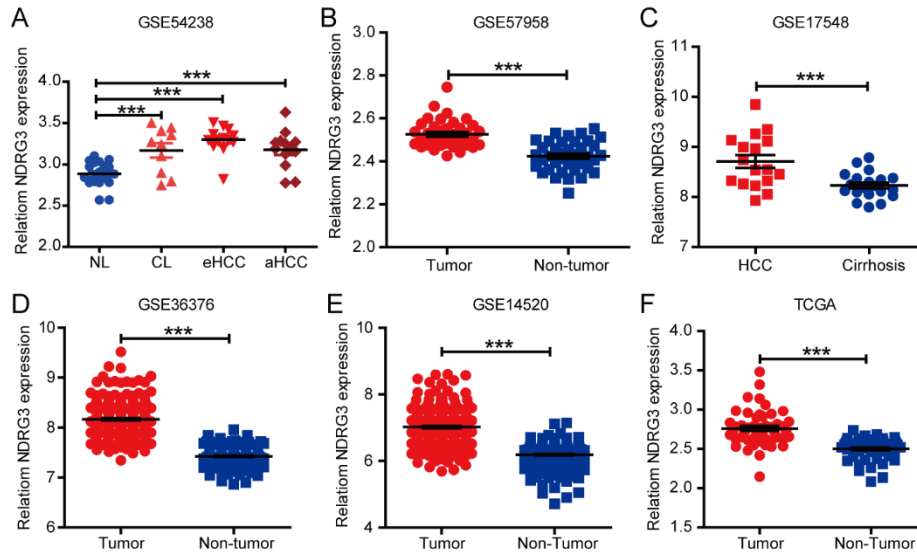 A
GSE54238
Relatiom NDRG3 expression
4.0
3.5
3.0
2.5
2.0
***
***
***
NL CL eHCC aHCC
B
GSE57958
Relatiom NDRG3 expression
3.0
2.8
2.6
2.4
2.2
2.0
***
Tumor Non-tumor
C
GSE17548
Relatiom NDRG3 expression
11
10
9
8
7
***
HCC Cirrhosis
D
GSE36376
Relatiom NDRG3 expression
10
9
8
7
6
***
Tumor Non-tumor
E
GSE14520
Relatiom NDRG3 expression
10
8
6
4
***
Tumor Non-Tumor
F
TCGA
Relatiom NDRG3 expression
4.0
3.5
3.0
2.5
2.0
1.5
***
Tumor Non-Tumor